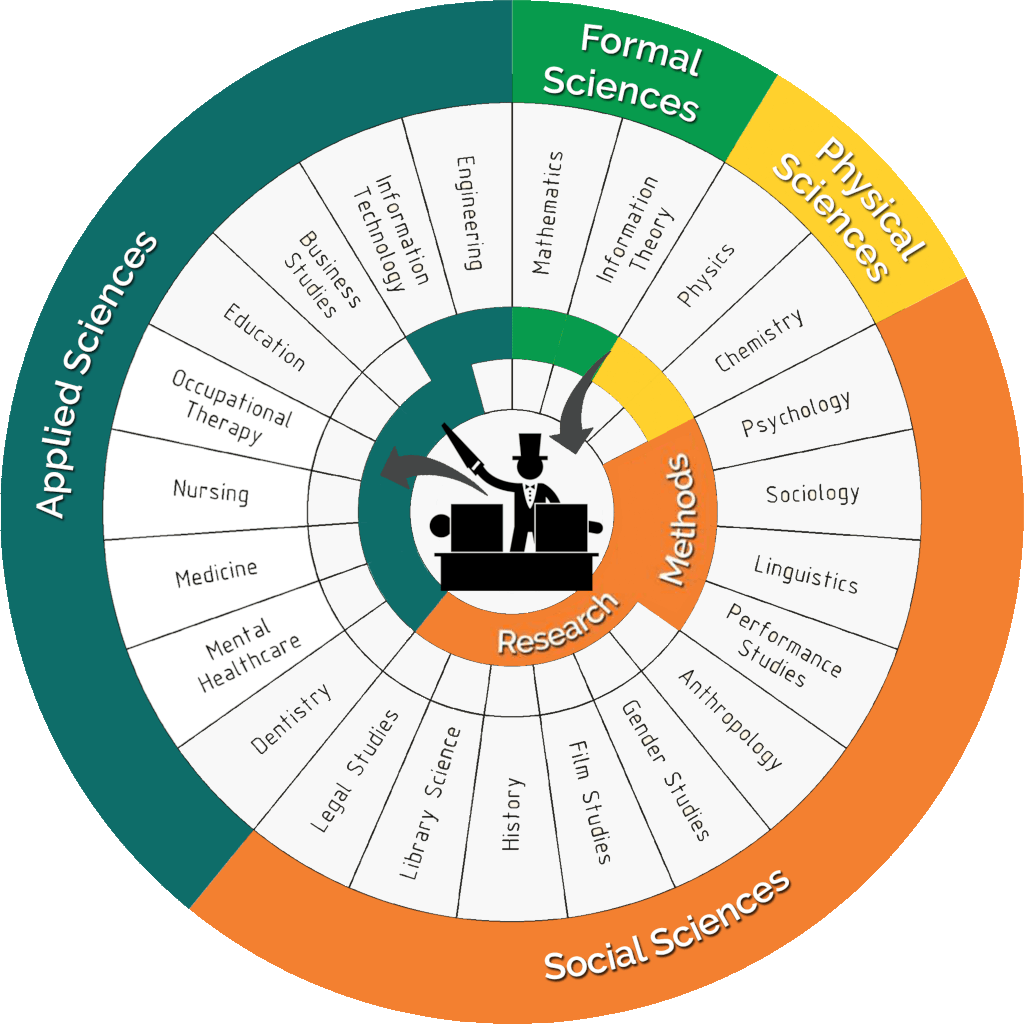 Formal
Sciences
Physical
Sciences
Social Sciences
Applied Sciences
Mathematics
Information
Theory
Physics
Chemistry
Psychology
Sociology
Linguistics
Performance
Studies
Anthropology
Gender Studies
Film Studies
History
Library Science
Legal Studies
Dentistry
Mental
Healthcare
Medicine
Nursing
Occupational
Therapy
Education
Business
Studies
Information
Technology
Engineering
Research
Methods